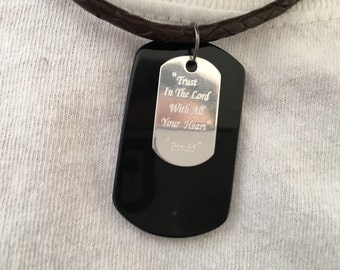 "Trust
In The Lord
With All
Your Heart"